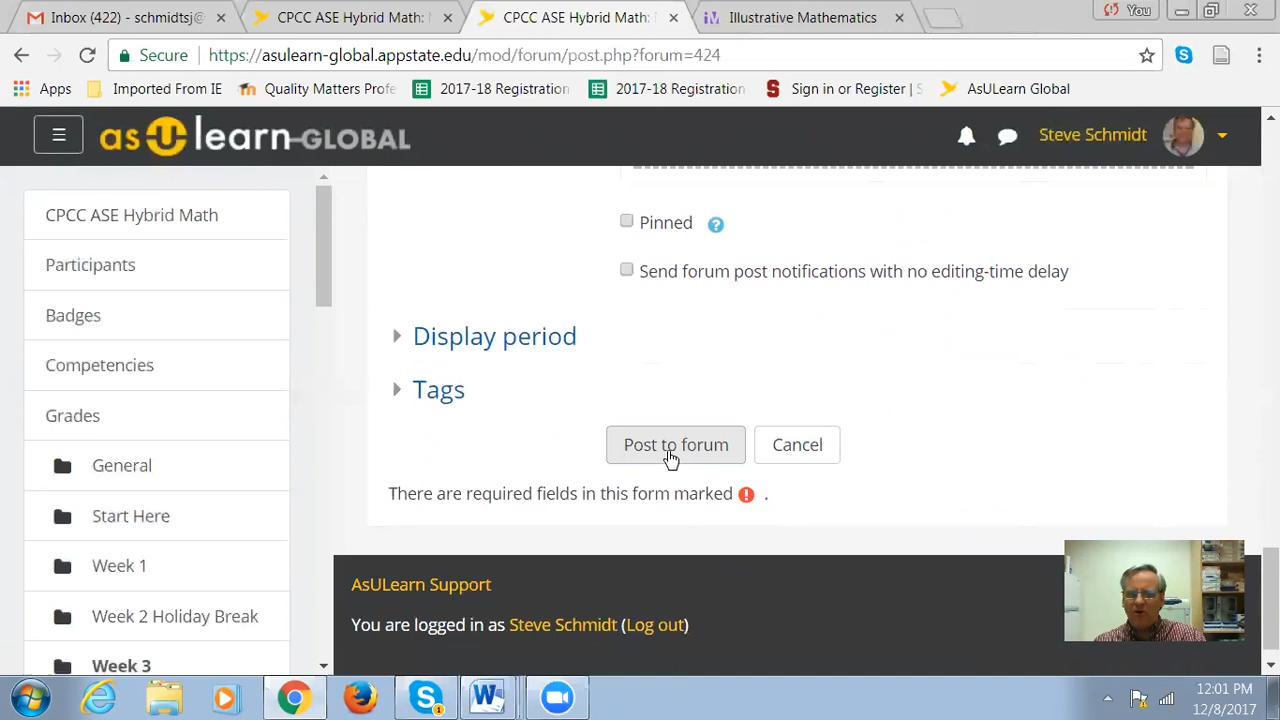 Inbox (422) - schmidtsj@
CPCC ASE Hybrid Math:
CPCC ASE Hybrid Math:
Illustrative Mathematics
You
Secure
https://asulearn-global.appstate.edu/mod/forum/post.php?forum=424
Apps
Imported From IE
Quality Matters Profe
2017-18 Registration
2017-18 Registration
Sign in or Register | S
AsULearn Global
asULearn-GLOBAL
Steve Schmidt
CPCC ASE Hybrid Math
Participants
Badges
Competencies
Grades
General
Start Here
Week 1
Week 2 Holiday Break
Week 3
Pinned
Send forum post notifications with no editing-time delay
Display period
Tags
Post to forum
Cancel
There are required fields in this form marked .
AsULearn Support
You are logged in as Steve Schmidt (Log out)
12:01 PM
12/8/2017